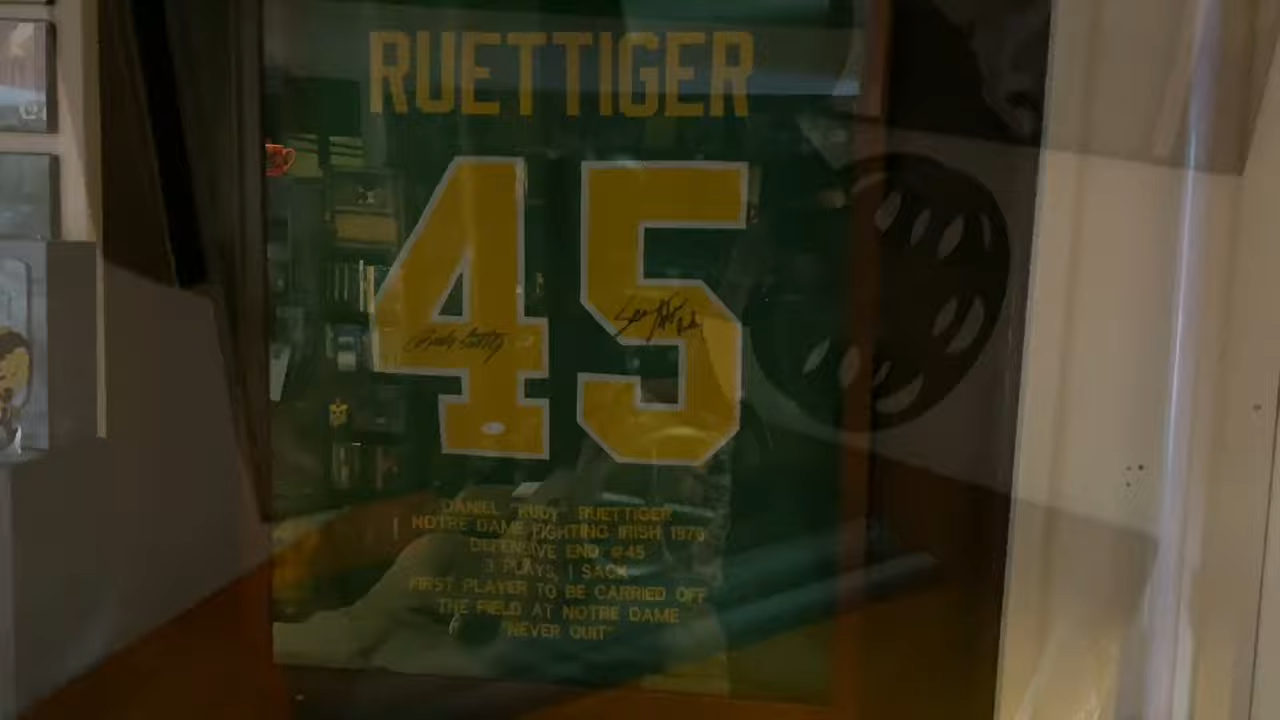 RUETTIGER
45
DANIEL "RUDY" RUETTIGER
NOTRE DAME FIGHTING IRISH 1970
DEFENSIVE END #45
3 PLAYS, 1 SACK
FIRST PLAYER TO BE CARRIED OFF
THE FIELD AT NOTRE DAME
"NEVER QUIT"